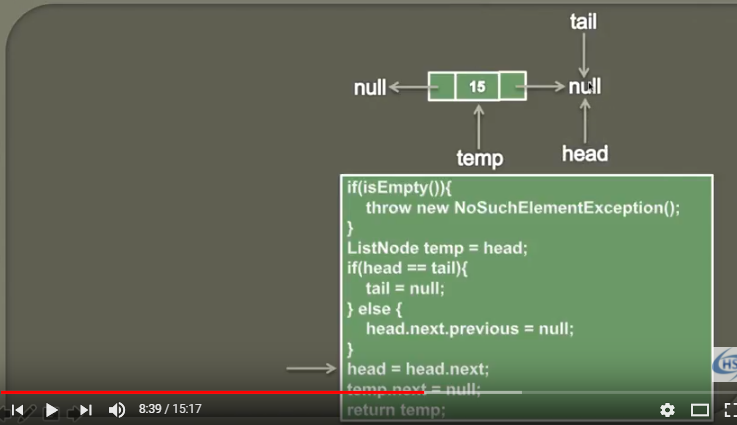 tail
null
15
null
temp
head
if(isEmpty()){
throw new NoSuchElementException();
}
ListNode temp = head;
if(head == tail){
tail = null;
} else {
head.next.previous = null;
}
head = head.next;
temp.next = null;
return temp;
HS
8:39 / 15:17